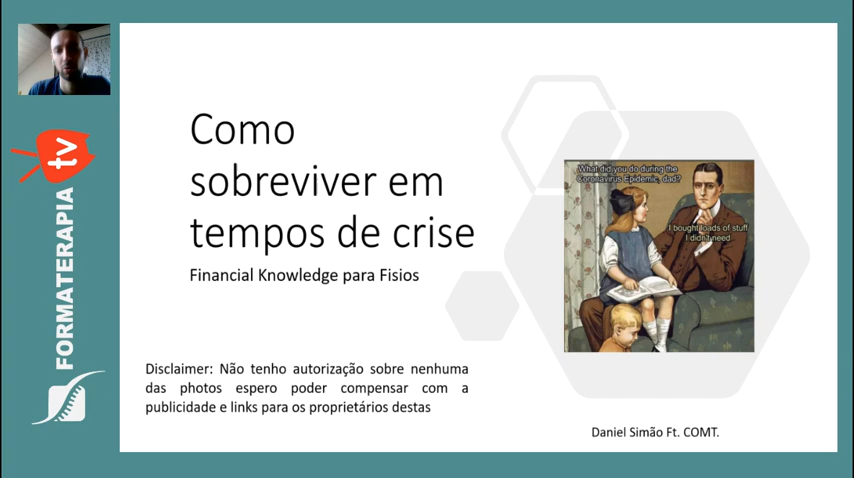 tv
FORMATERAPIA
Como
sobreviver em
tempos de crise
Financial Knowledge para Fisios
What did you do during the
Coronavirus Epidemic, dad?
I bought loads of stuff
I didn't need
Disclaimer: Não tenho autorização sobre nenhuma
das photos espero poder compensar com a
publicidade e links para os proprietários destas
Daniel Simão Ft. COMT.